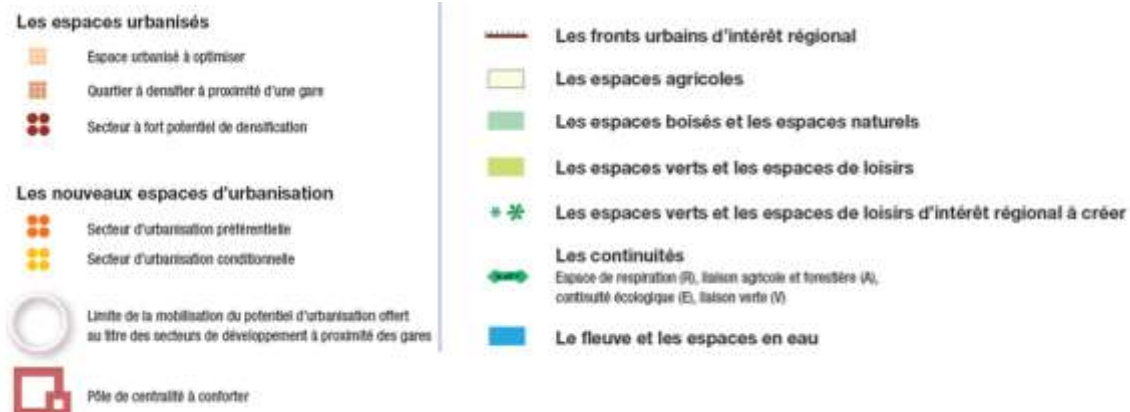 Les espaces urbanisés
Espace urbanisé à optimiser
Quartier à densifier à proximité d'une gare
Secteur à fort potentiel de densification
Les nouveaux espaces d'urbanisation
Secteur d'urbanisation préférentielle
Secteur d'urbanisation conditionnelle
Limite de la mobilisation du potentiel d'urbanisation offert
au titre des secteurs de développement à proximité des gares
Pôle de centralité à conforter
Les fronts urbains d'intérêt régional
Les espaces agricoles
Les espaces boisés et les espaces naturels
Les espaces verts et les espaces de loisirs
Les espaces verts et les espaces de loisirs d'intérêt régional à créer
Les continuités
Espace de respiration (R), liaison agricole et forestière (A),
continuité écologique (E), liaison verte (V)
Le fleuve et les espaces en eau